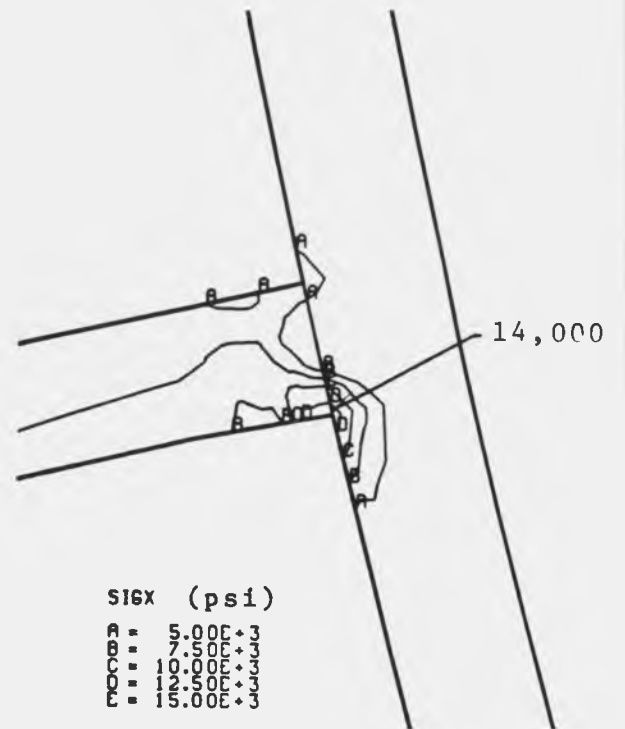 A
A
A
A
14,000
A
B
B
D
C
B
A
SIGX (psi)
A = 5.00E+3
B = 7.50E+3
C = 10.00E+3
D = 12.50E+3
E = 15.00E+3